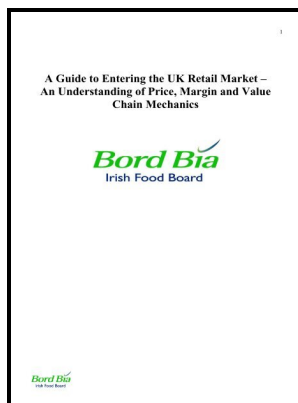 1
A Guide to Entering the UK Retail Market –
An Understanding of Price, Margin and Value
Chain Mechanics
Bord Bia
Irish Food Board
Bord Bia
Irish Food Board